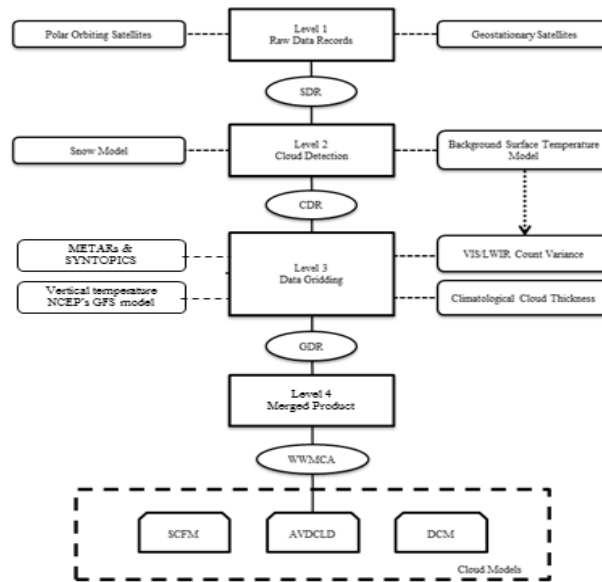 Polar Orbiting Satellites
Level 1
Raw Data Records
Geostationary Satellites
SDR
Snow Model
Level 2
Cloud Detection
Background Surface Temperature
Model
CDR
METARs &
SYNTOPICS
Vertical temperature
NCEP's GFS model
Level 3
Data Gridding
VIS/LWIR Count Variance
Climatological Cloud Thickness
GDR
Level 4
Merged Product
WWMCA
SCFM
AVDCLD
DCM
Cloud Models